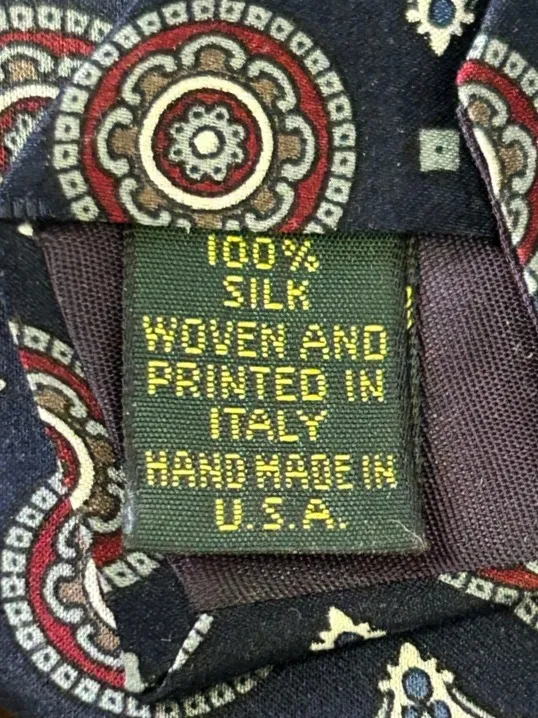 100%
SILK
WOVEN AND
PRINTED IN
ITALY
HAND MADE IN
U.S.A.